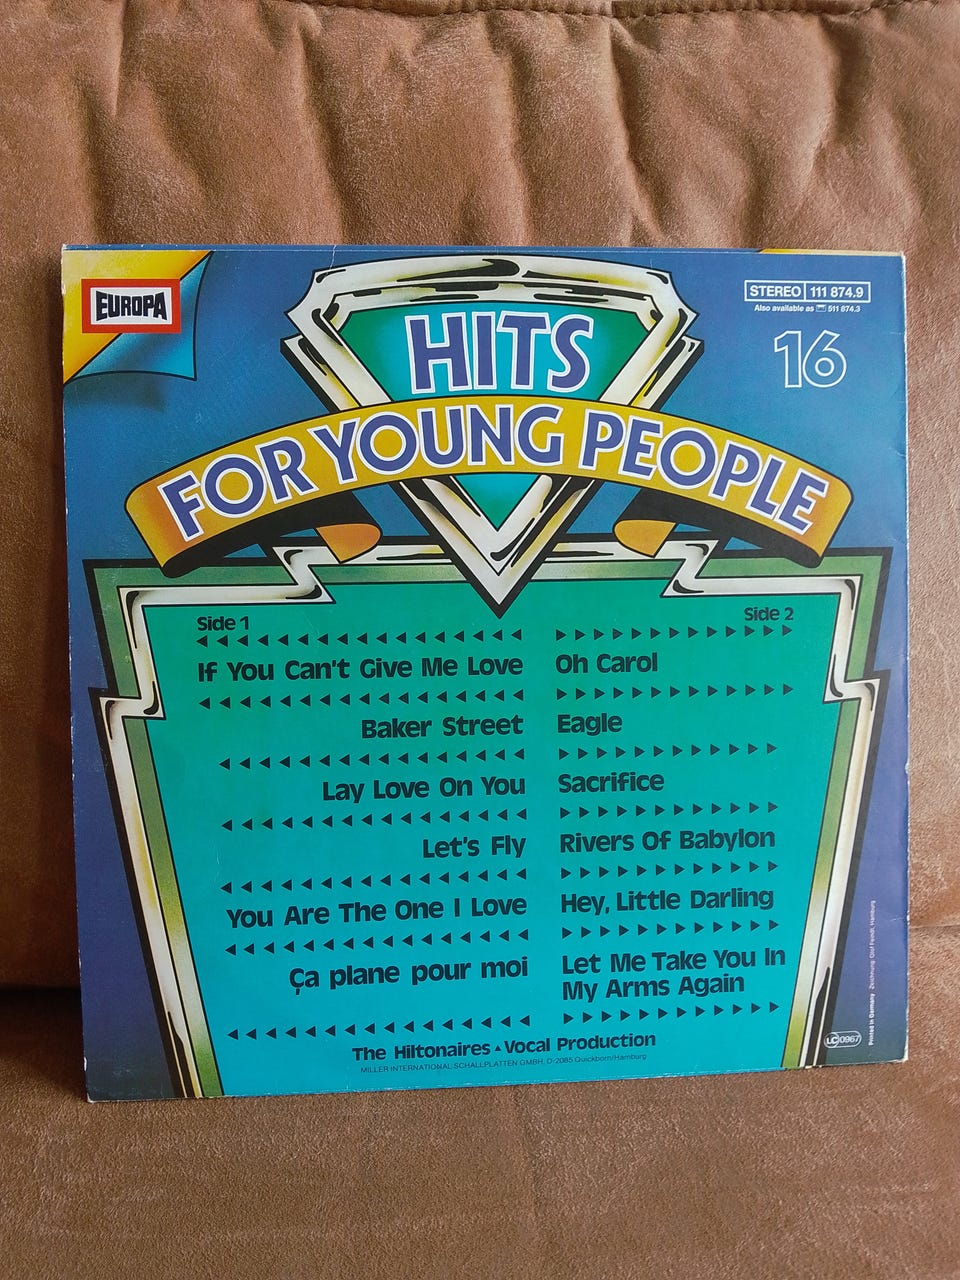 EUROPA
STEREO 111 874.9
Also available as 511 874.3
16
HITS
FOR YOUNG PEOPLE
Side 1
If You Can't Give Me Love
Baker Street
Lay Love On You
Let's Fly
You Are The One I Love
Ça plane pour moi
Side 2
Oh Carol
Eagle
Sacrifice
Rivers Of Babylon
Hey, Little Darling
Let Me Take You In
My Arms Again
The Hiltonaires ▲ Vocal Production
MILLER INTERNATIONAL SCHALLPLATTEN GMBH, D-2085 Quickborn/Hamburg
LC 0967
Printed in Germany Zeichnung: Olof Feindt, Hamburg